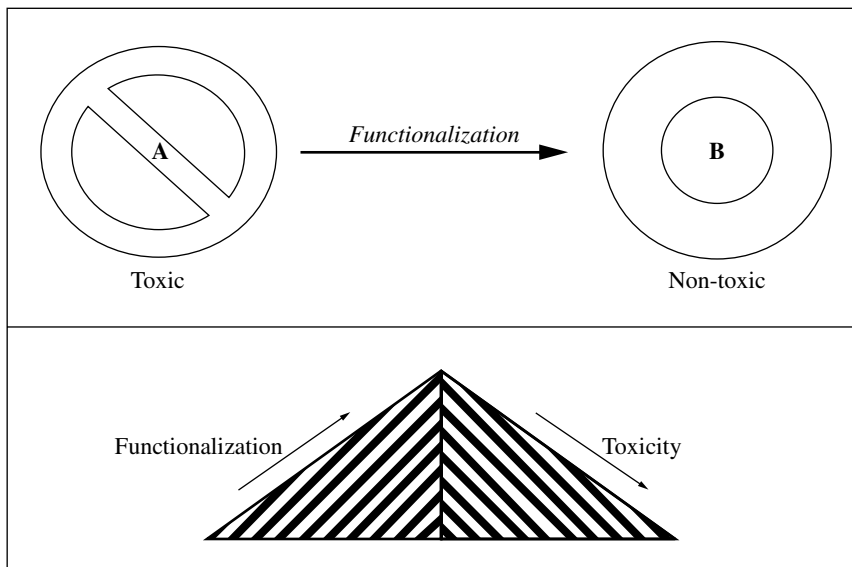 A
Functionalization
B
Toxic
Non-toxic
Functionalization
Toxicity